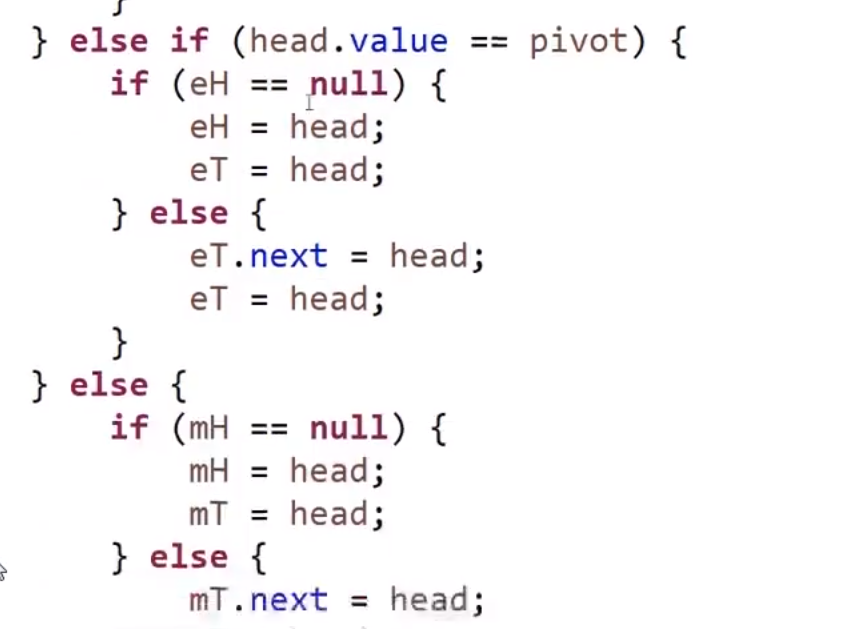 }
} else if (head.value == pivot) {
if (eH == null) {
eH = head;
eT = head;
} else {
eT.next = head;
eT = head;
}
} else {
if (mH == null) {
mH = head;
mT = head;
} else {
mT.next = head;